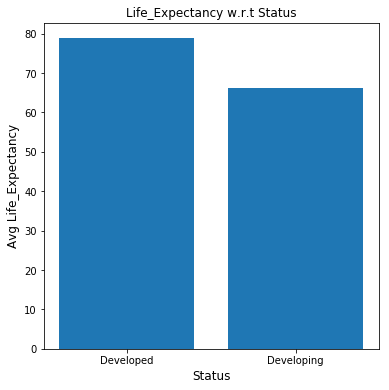 Life_Expectancy w.r.t Status
Avg Life_Expectancy
80
70
60
50
40
30
20
10
0
Developed
Developing
Status